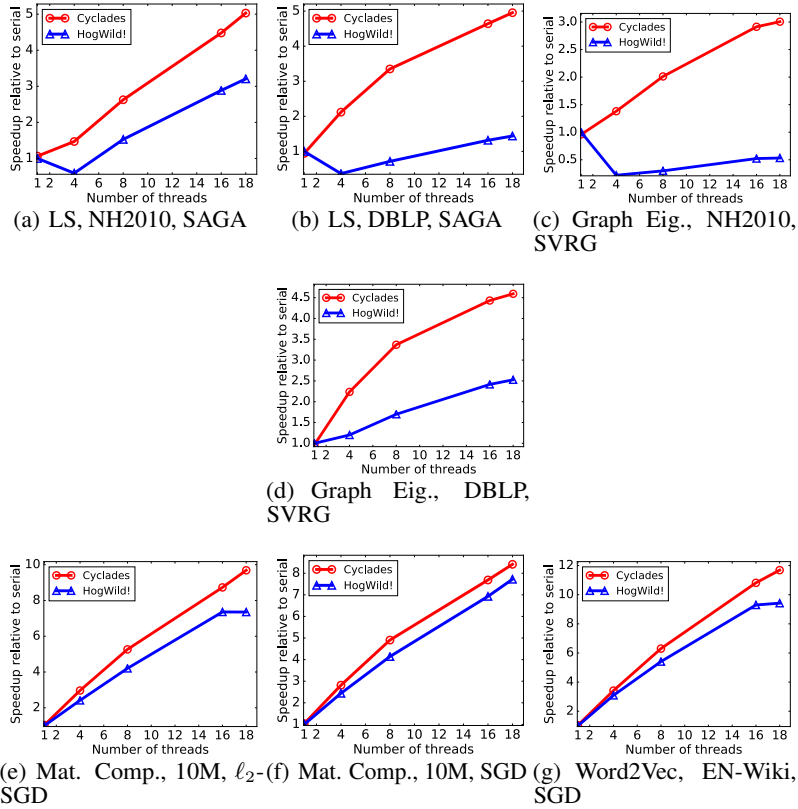 Speedup relative to serial
5
4
3
2
1
Cyclades
HogWild!
1 2 4 6 8 10 12 14 16 18
Number of threads
(a) LS, NH2010, SAGA
Speedup relative to serial
5
4
3
2
1
Cyclades
HogWild!
1 2 4 6 8 10 12 14 16 18
Number of threads
(b) LS, DBLP, SAGA
Speedup relative to serial
3.0
2.5
2.0
1.5
1.0
0.5
Cyclades
HogWild!
1 2 4 6 8 10 12 14 16 18
Number of threads
(c) Graph Eig., NH2010,
SVRG
Speedup relative to serial
4.5
4.0
3.5
3.0
2.5
2.0
1.5
1.0
Cyclades
HogWild!
1 2 4 6 8 10 12 14 16 18
Number of threads
(d) Graph Eig., DBLP,
SVRG
Speedup relative to serial
10
8
6
4
2
Cyclades
HogWild!
1 2 4 6 8 10 12 14 16 18
Number of threads
(e) Mat. Comp., 10M, ℓ2-
SGD
Speedup relative to serial
8
7
6
5
4
3
2
1
Cyclades
HogWild!
1 2 4 6 8 10 12 14 16 18
Number of threads
(f) Mat. Comp., 10M, SGD
Speedup relative to serial
12
10
8
6
4
2
Cyclades
HogWild!
1 2 4 6 8 10 12 14 16 18
Number of threads
(g) Word2Vec, EN-Wiki,
SGD